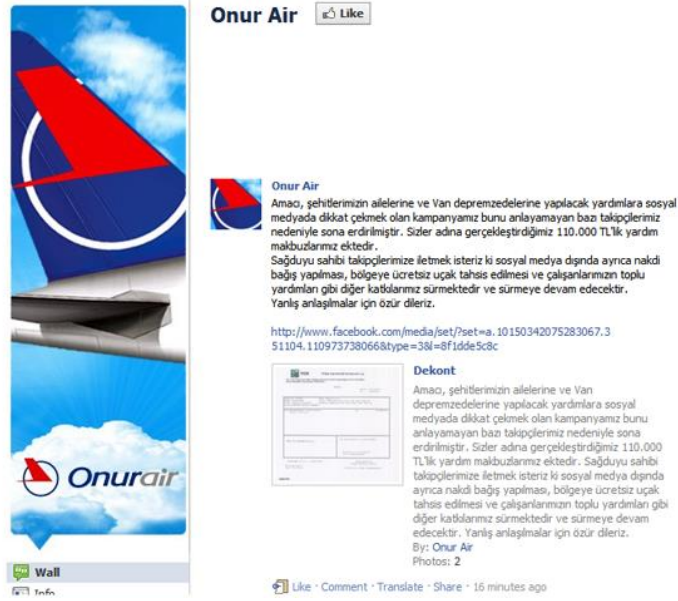 Onur Air
Like
Onur Air
Amacı, şehitlerimizin ailelerine ve Van depremzedelerine yapılacak yardımlara sosyal
medyada dikkat çekmek olan kampanyamız bunu anlayamayan bazı takipçilerimiz
nedeniyle sona erdirilmiştir. Sizler adına gerçekleştirdiğimiz 110.000 TL'lik yardım
makbuzlarımız ektedir.
Sağduyu sahibi takipçilerimize iletmek isteriz ki sosyal medya dışında ayrıca nakdi
bağış yapılması, bölgeye ücretsiz uçak tahsis edilmesi ve çalışanlarımızın toplu
yardımları gibi diğer katkılarımız sürmektedir ve sürmeye devam edecektir.
Yanlış anlaşılmalar için özür dileriz.
http://www.facebook.com/media/set/?set=a.10150342075283067.3
51104.110973738066&type=3&l=8f1dde5c8c
Dekont
Amacı, şehitlerimizin ailelerine ve Van
depremzedelerine yapılacak yardımlara sosyal
medyada dikkat çekmek olan kampanyamız bunu
anlayamayan bazı takipçilerimiz nedeniyle sona
erdirilmiştir. Sizler adına gerçekleştirdiğimiz 110.000
TL'lik yardım makbuzlarımız ektedir. Sağduyu sahibi
takipçilerimize iletmek isteriz ki sosyal medya dışında
ayrıca nakdi bağış yapılması, bölgeye ücretsiz uçak
tahsis edilmesi ve çalışanlarımızın toplu yardımları gibi
diğer katkılarımız sürmektedir ve sürmeye devam
edecektir. Yanlış anlaşılmalar için özür dileriz.
By: Onur Air
Photos: 2
Like · Comment · Translate · Share · 16 minutes ago
Onurair
Wall
Info